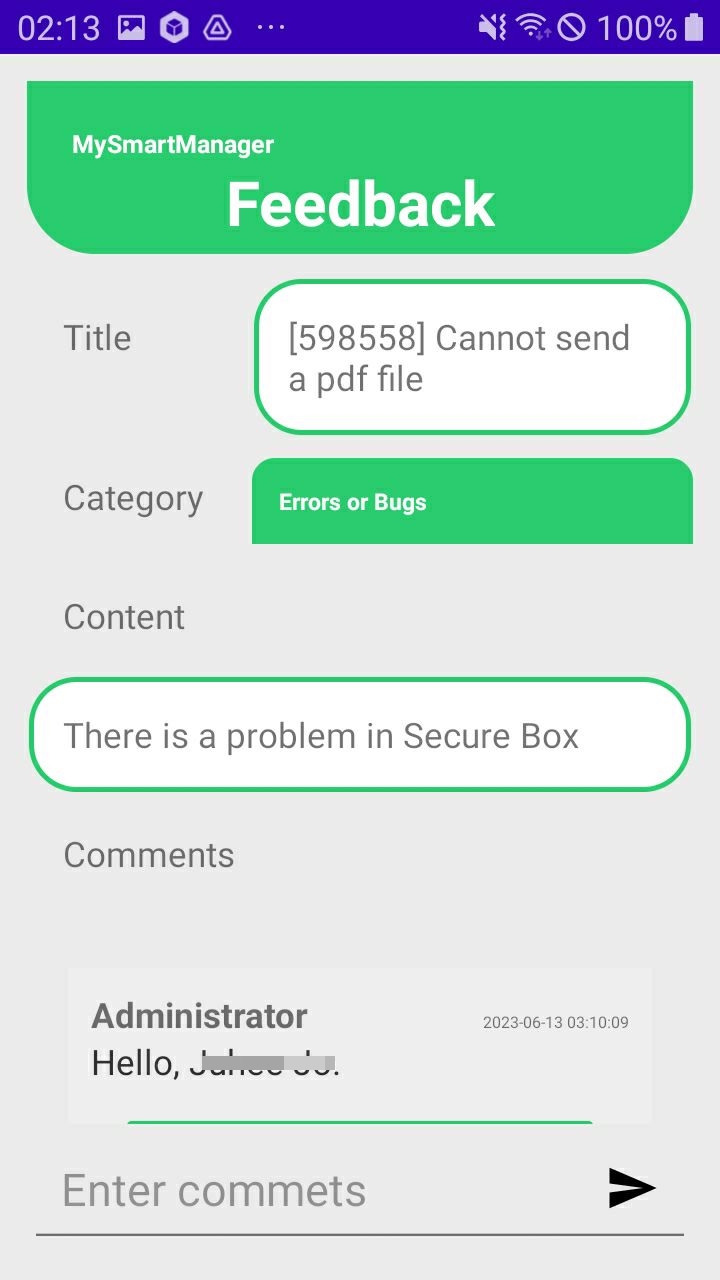 02:13
100%
MySmartManager
Feedback
Title
[598558] Cannot send
a pdf file
Category
Errors or Bugs
Content
There is a problem in Secure Box
Comments
Administrator
2023-06-13 03:10:09
Hello,
Enter commets